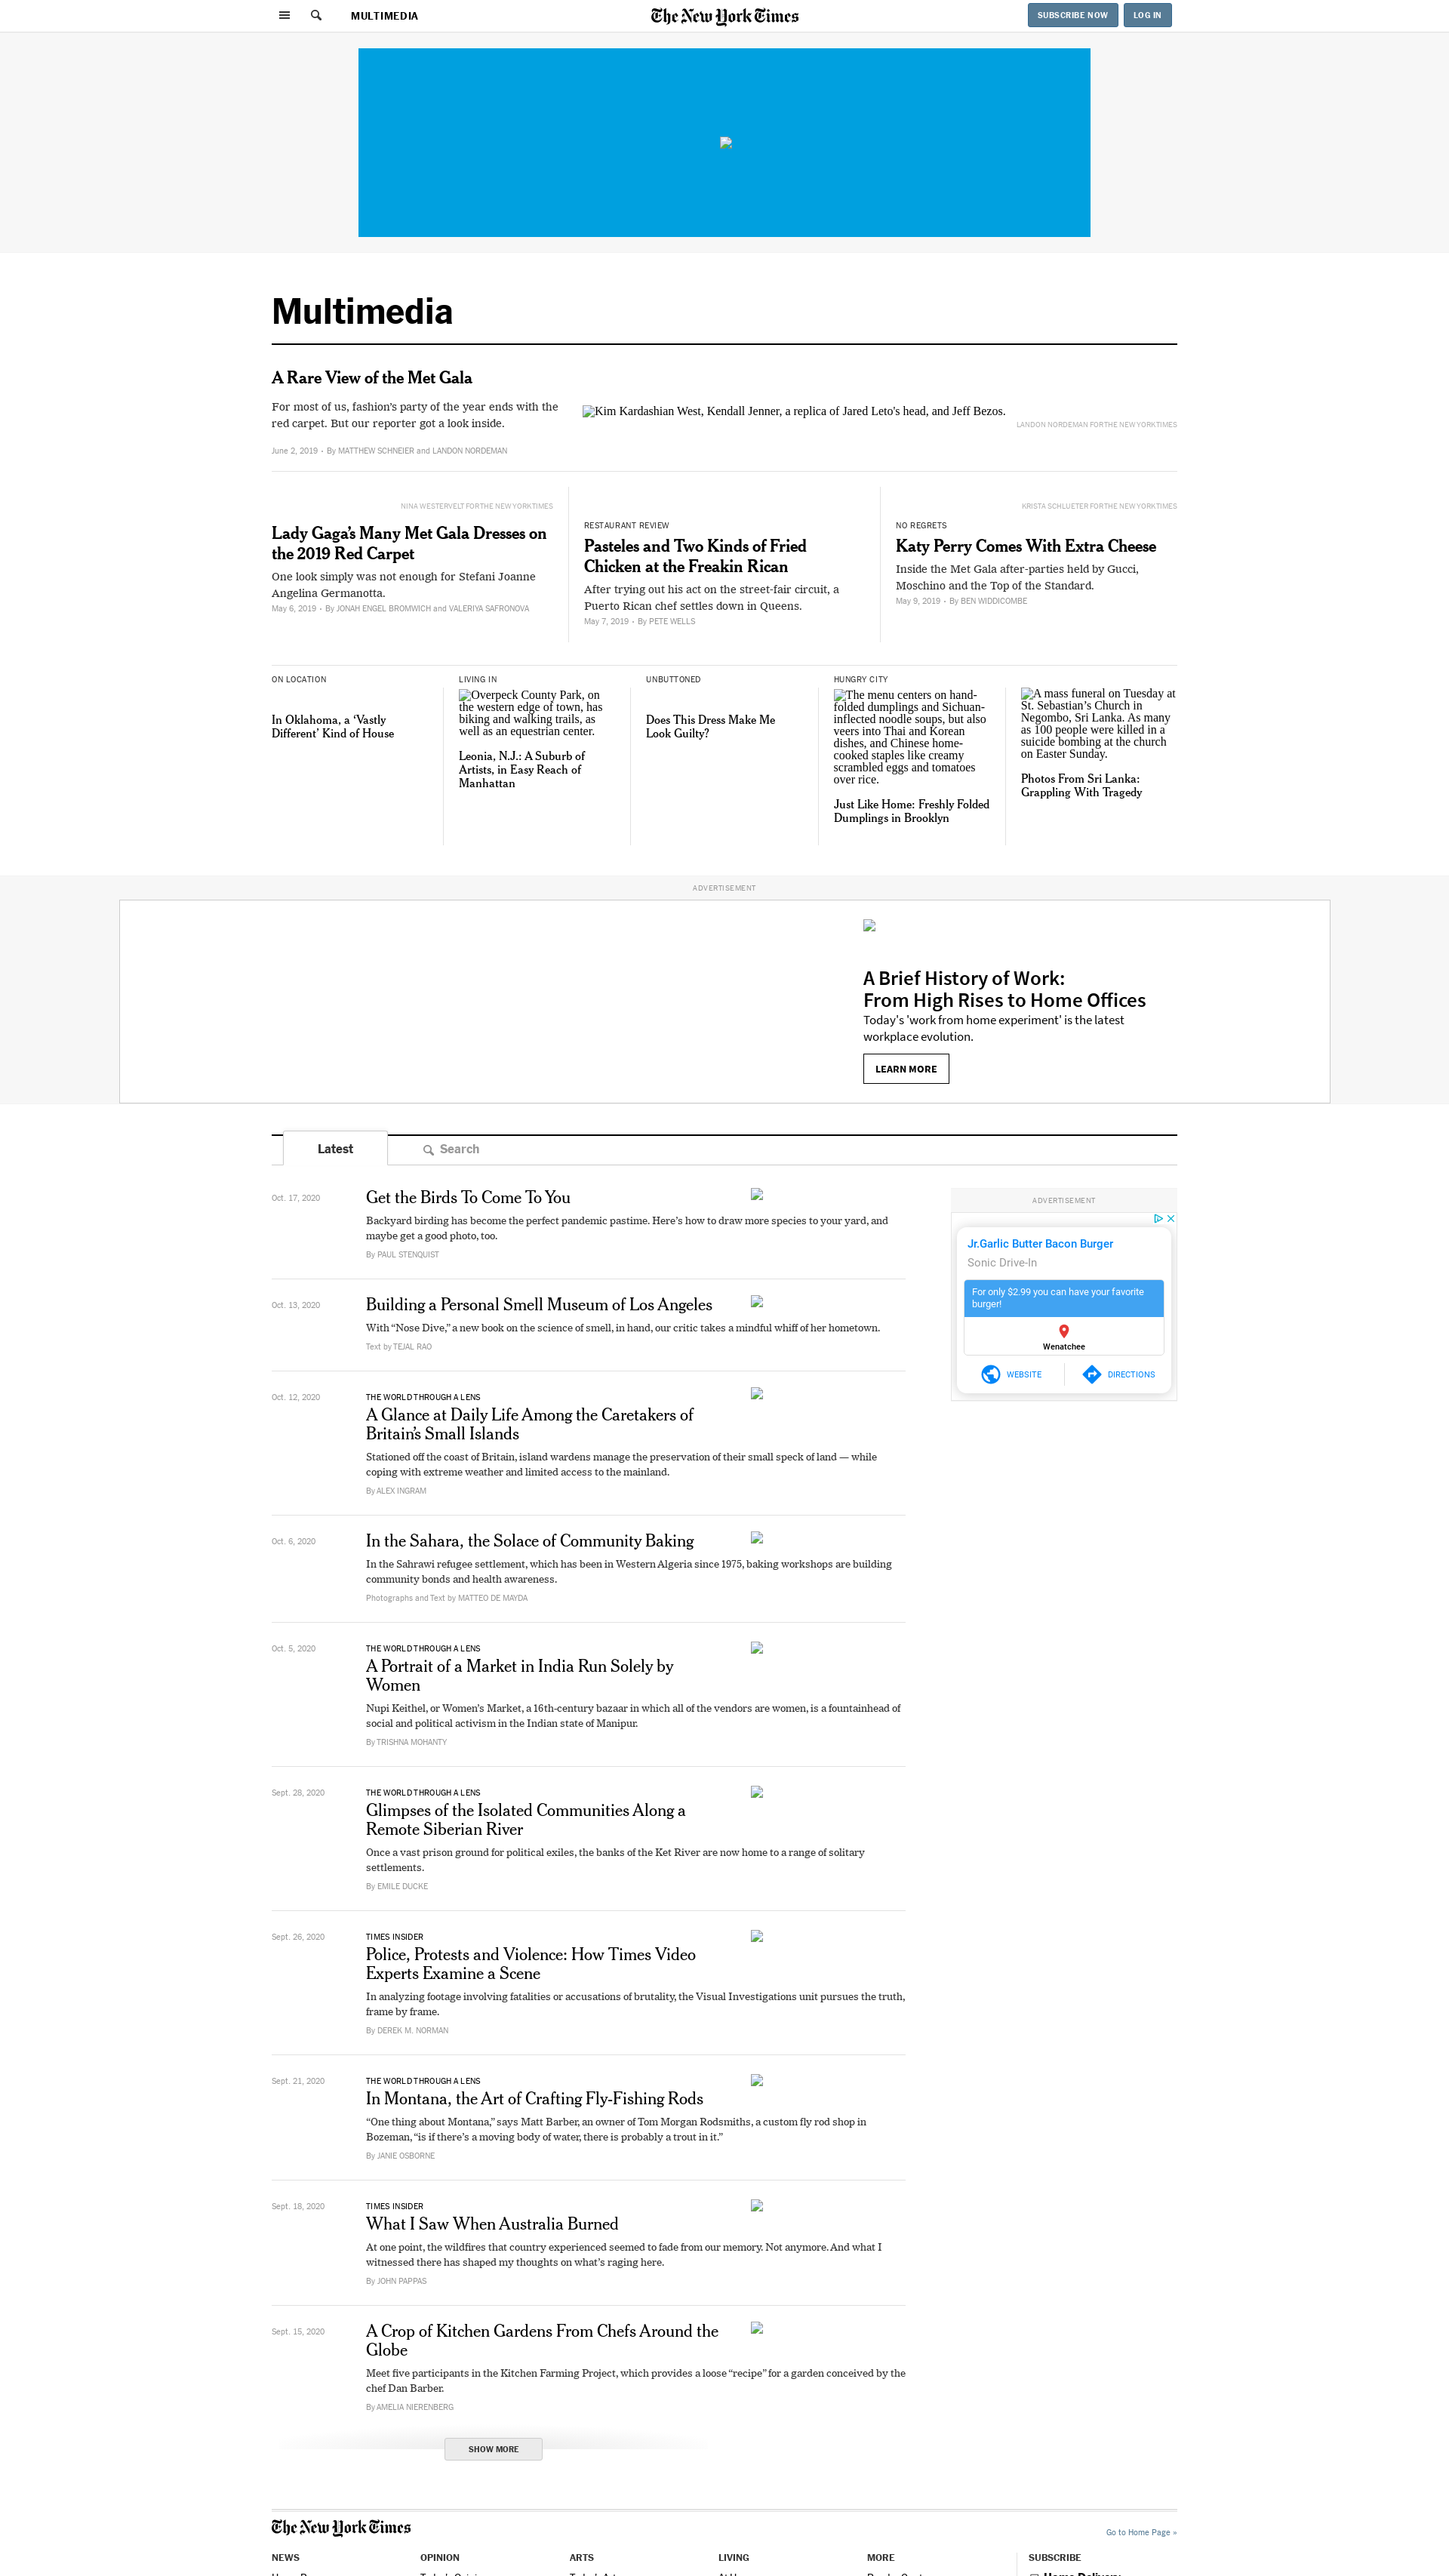 MULTIMEDIA
The New York Times
SUBSCRIBE NOW
LOG IN
Multimedia
A Rare View of the Met Gala
For most of us, fashion’s party of the year ends with the
red carpet. But our reporter got a look inside.
June 2, 2019 • By MATTHEW SCHNEIER and LANDON NORDEMAN
Kim Kardashian West, Kendall Jenner, a replica of Jared Leto's head, and Jeff Bezos.
LANDON NORDEMAN FOR THE NEW YORK TIMES
NINA WESTERVELT FOR THE NEW YORK TIMES
Lady Gaga’s Many Met Gala Dresses on
the 2019 Red Carpet
One look simply was not enough for Stefani Joanne
Angelina Germanotta.
May 6, 2019 • By JONAH ENGEL BROMWICH and VALERIYA SAFRONOVA
RESTAURANT REVIEW
Pasteles and Two Kinds of Fried
Chicken at the Freakin Rican
After trying out his act on the street-fair circuit, a
Puerto Rican chef settles down in Queens.
May 7, 2019 • By PETE WELLS
KRISTA SCHLUETER FOR THE NEW YORK TIMES
NO REGRETS
Katy Perry Comes With Extra Cheese
Inside the Met Gala after-parties held by Gucci,
Moschino and the Top of the Standard.
May 9, 2019 • By BEN WIDDICOMBE
ON LOCATION
In Oklahoma, a ‘Vastly
Different’ Kind of House
LIVING IN
Overpeck County Park, on
the western edge of town, has
biking and walking trails, as
well as an equestrian center.
Leonia, N.J.: A Suburb of
Artists, in Easy Reach of
Manhattan
UNBUTTONED
Does This Dress Make Me
Look Guilty?
HUNGRY CITY
The menu centers on hand-
folded dumplings and Sichuan-
inflected noodle soups, but also
veers into Thai and Korean
dishes, and Chinese home-
cooked staples like creamy
scrambled eggs and tomatoes
over rice.
Just Like Home: Freshly Folded
Dumplings in Brooklyn
A mass funeral on Tuesday at
St. Sebastian’s Church in
Negombo, Sri Lanka. As many
as 100 people were killed in a
suicide bombing at the church
on Easter Sunday.
Photos From Sri Lanka:
Grappling With Tragedy
ADVERTISEMENT
A Brief History of Work:
From High Rises to Home Offices
Today's 'work from home experiment' is the latest
workplace evolution.
LEARN MORE
Latest
Search
Oct. 17, 2020
Get the Birds To Come To You
Backyard birding has become the perfect pandemic pastime. Here’s how to draw more species to your yard, and
maybe get a good photo, too.
By PAUL STENQUIST
ADVERTISEMENT
Jr.Garlic Butter Bacon Burger
Sonic Drive-In
For only $2.99 you can have your favorite
burger!
Wenatchee
WEBSITE
DIRECTIONS
Oct. 13, 2020
Building a Personal Smell Museum of Los Angeles
With “Nose Dive,” a new book on the science of smell, in hand, our critic takes a mindful whiff of her hometown.
Text by TEJAL RAO
Oct. 12, 2020
THE WORLD THROUGH A LENS
A Glance at Daily Life Among the Caretakers of
Britain’s Small Islands
Stationed off the coast of Britain, island wardens manage the preservation of their small speck of land — while
coping with extreme weather and limited access to the mainland.
By ALEX INGRAM
Oct. 6, 2020
In the Sahara, the Solace of Community Baking
In the Sahrawi refugee settlement, which has been in Western Algeria since 1975, baking workshops are building
community bonds and health awareness.
Photographs and Text by MATTEO DE MAYDA
Oct. 5, 2020
THE WORLD THROUGH A LENS
A Portrait of a Market in India Run Solely by
Women
Nupi Keithel, or Women’s Market, a 16th-century bazaar in which all of the vendors are women, is a fountainhead of
social and political activism in the Indian state of Manipur.
By TRISHNA MOHANTY
Sept. 28, 2020
THE WORLD THROUGH A LENS
Glimpses of the Isolated Communities Along a
Remote Siberian River
Once a vast prison ground for political exiles, the banks of the Ket River are now home to a range of solitary
settlements.
By EMILE DUCKE
Sept. 26, 2020
TIMES INSIDER
Police, Protests and Violence: How Times Video
Experts Examine a Scene
In analyzing footage involving fatalities or accusations of brutality, the Visual Investigations unit pursues the truth,
frame by frame.
By DEREK M. NORMAN
Sept. 21, 2020
THE WORLD THROUGH A LENS
In Montana, the Art of Crafting Fly-Fishing Rods
“One thing about Montana,” says Matt Barber, an owner of Tom Morgan Rodsmiths, a custom fly rod shop in
Bozeman, “is if there’s a moving body of water, there is probably a trout in it.”
By JANIE OSBORNE
Sept. 18, 2020
TIMES INSIDER
What I Saw When Australia Burned
At one point, the wildfires that country experienced seemed to fade from our memory. Not anymore. And what I
witnessed there has shaped my thoughts on what’s raging here.
By JOHN PAPPAS
Sept. 15, 2020
A Crop of Kitchen Gardens From Chefs Around the
Globe
Meet five participants in the Kitchen Farming Project, which provides a loose “recipe” for a garden conceived by the
chef Dan Barber.
By AMELIA NIERENBERG
SHOW MORE
The New York Times
Go to Home Page »
NEWS
OPINION
ARTS
LIVING
MORE
SUBSCRIBE